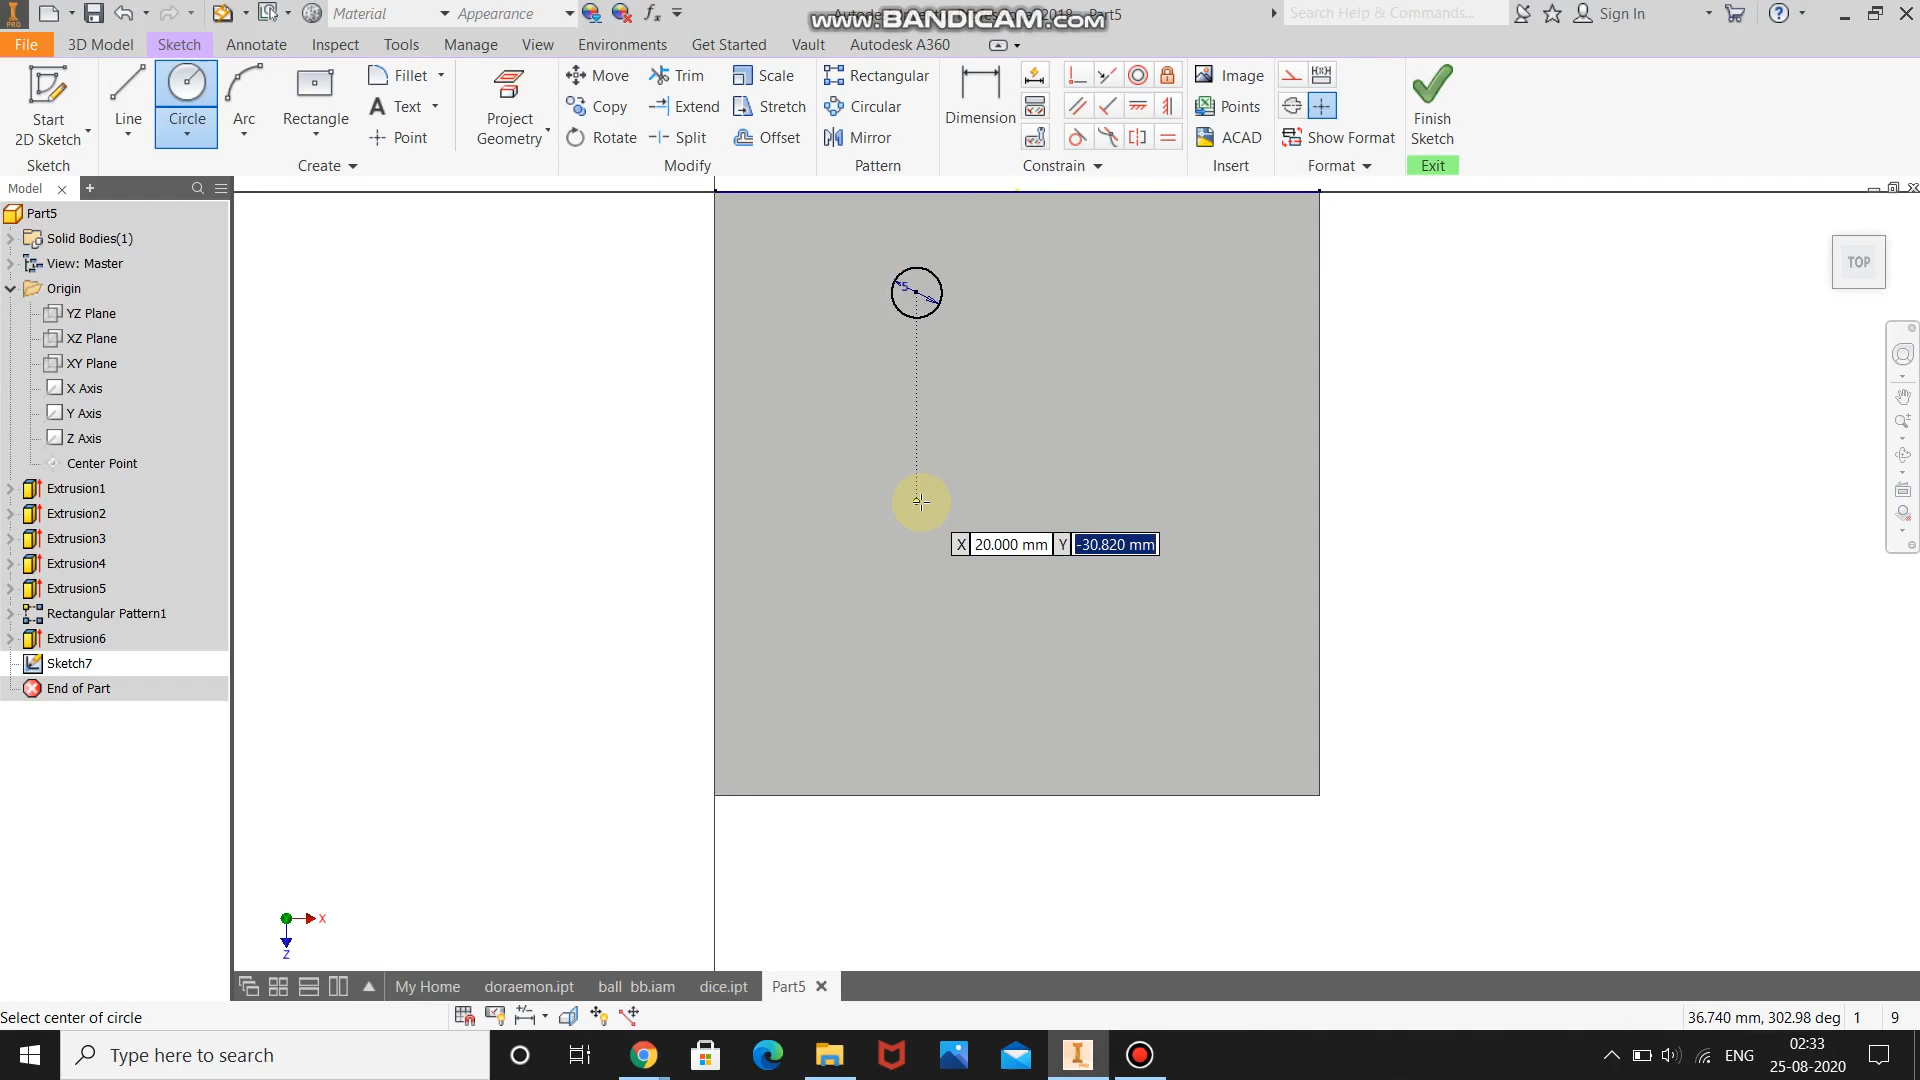 Material
Appearance
Autodesk Inventor Professional 2018 - Part5
www.BANDICAM.com
Search Help & Commands...
Sign In
PRO
File
3D Model
Sketch
Annotate
Inspect
Tools
Manage
View
Environments
Get Started
Vault
Autodesk A360
Start
2D Sketch
Line
Circle
Arc
Rectangle
Fillet
Text
Point
Project
Geometry
Move
Copy
Rotate
Trim
Extend
Split
Scale
Stretch
Offset
Rectangular
Circular
Mirror
Dimension
Image
Points
ACAD
Show Format
Finish
Sketch
Sketch
Create
Modify
Pattern
Constrain
Insert
Format
Exit
Model
Part5
Solid Bodies(1)
View: Master
Origin
YZ Plane
XZ Plane
XY Plane
X Axis
Y Axis
Z Axis
Center Point
Extrusion1
Extrusion2
Extrusion3
Extrusion4
Extrusion5
Rectangular Pattern1
Extrusion6
Sketch7
End of Part
5
TOP
X 20.000 mm Y -30.820 mm
X
Z
My Home
doraemon.ipt
ball bb.iam
dice.ipt
Part5
Select center of circle
36.740 mm, 302.98 deg 1 9
Type here to search
ENG
02:33
25-08-2020